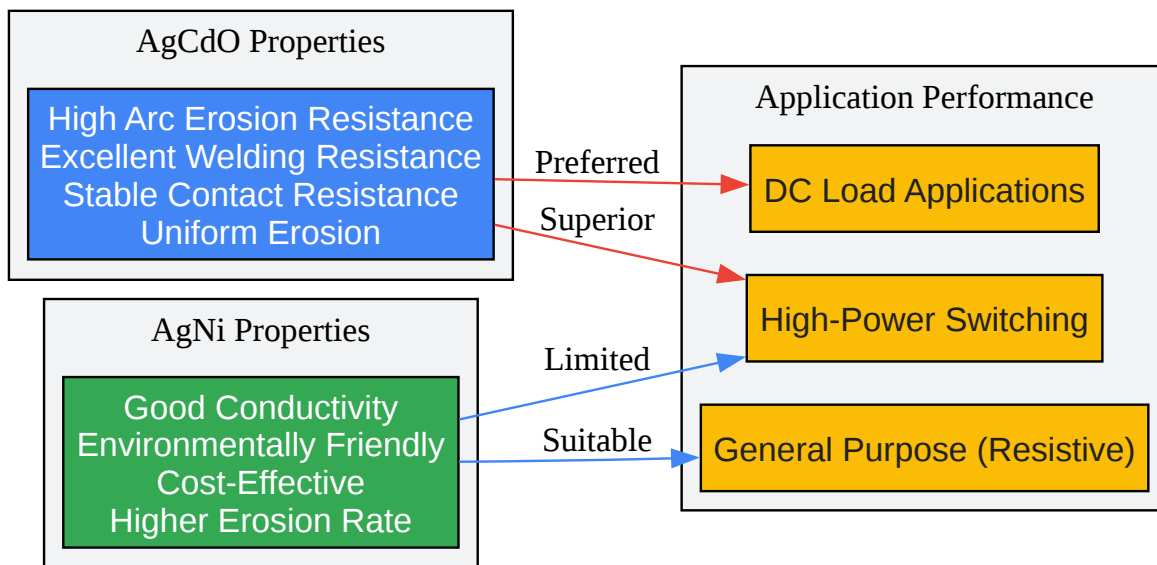 AgCdO Properties
High Arc Erosion Resistance
Excellent Welding Resistance
Stable Contact Resistance
Uniform Erosion
AgNi Properties
Good Conductivity
Environmentally Friendly
Cost-Effective
Higher Erosion Rate
Preferred
Superior
Limited
Suitable
Application Performance
DC Load Applications
High-Power Switching
General Purpose (Resistive)